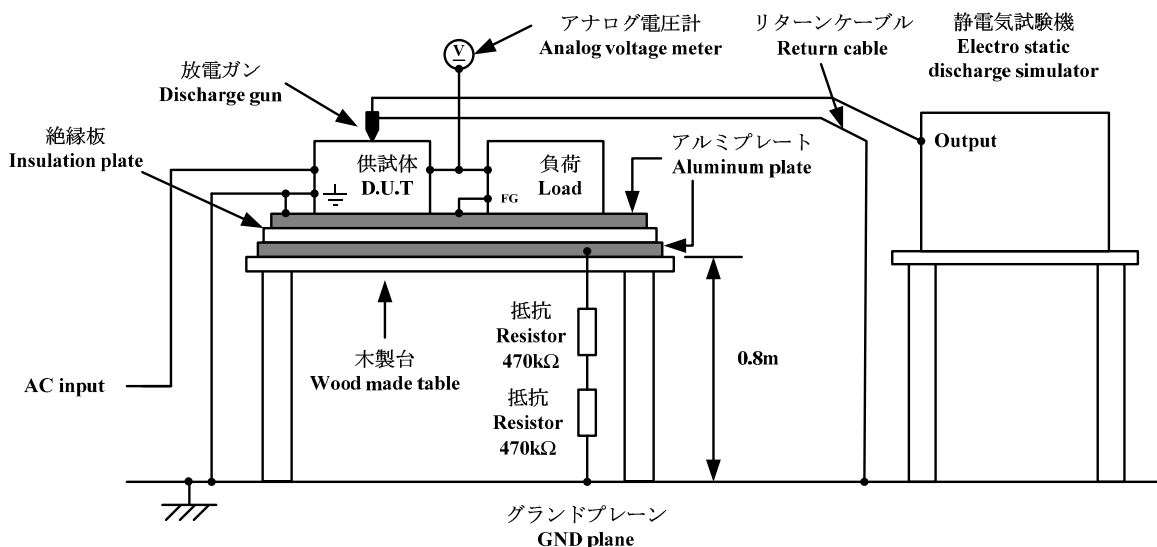 アナログ電圧計
Analog voltage meter
リターンケーブル
Return cable
静電気試験機
Electro static
discharge simulator
放電ガン
Discharge gun
V
絶縁板
Insulation plate
供試体
D.U.T
負荷
Load
FG
アルミプレート
Aluminum plate
Output
抵抗
Resistor
470kΩ
0.8m
木製台
Wood made table
AC input
抵抗
Resistor
470kΩ
グランドプレーン
GND plane